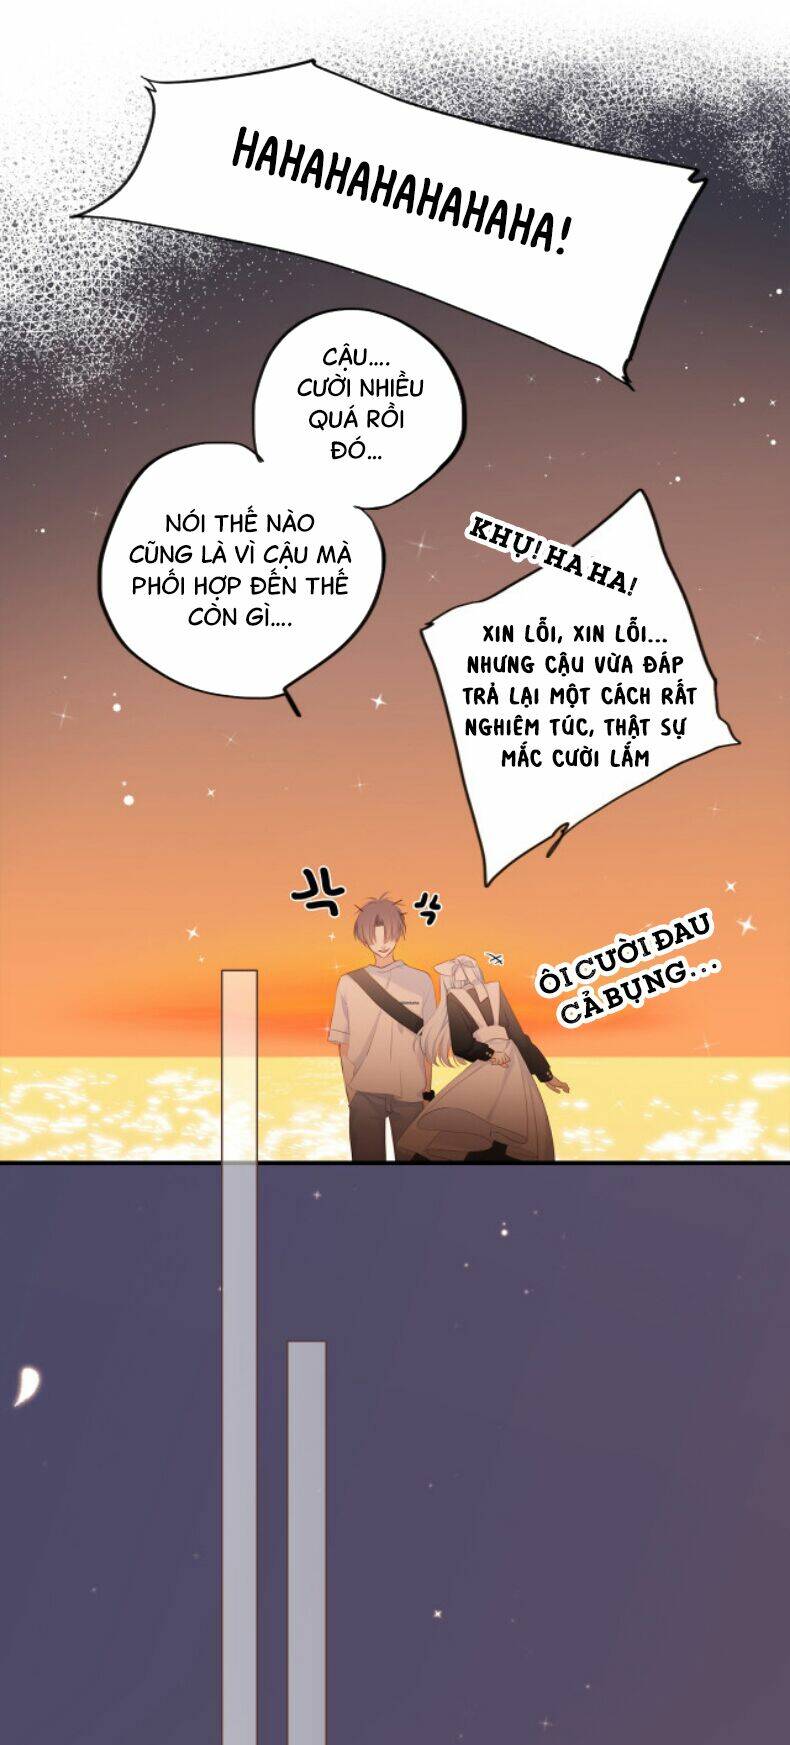 HAHAHAHAHAHAHA!
CẬU....
CƯỜI NHIỀU
QUÁ RỒI
ĐÓ...
NÓI THẾ NÀO
CŨNG LÀ VÌ CẬU MÀ
PHỐI HỢP ĐẾN THẾ
CÒN GÌ....
KHỤ! HA HA!
XIN LỖI, XIN LỖI...
NHƯNG CẬU VỪA ĐÁP
TRẢ LẠI MỘT CÁCH RẤT
NGHIÊM TÚC, THẬT SỰ
MẮC CƯỜI LẮM
ÔI CƯỜI ĐAU
CẢ BỤNG...